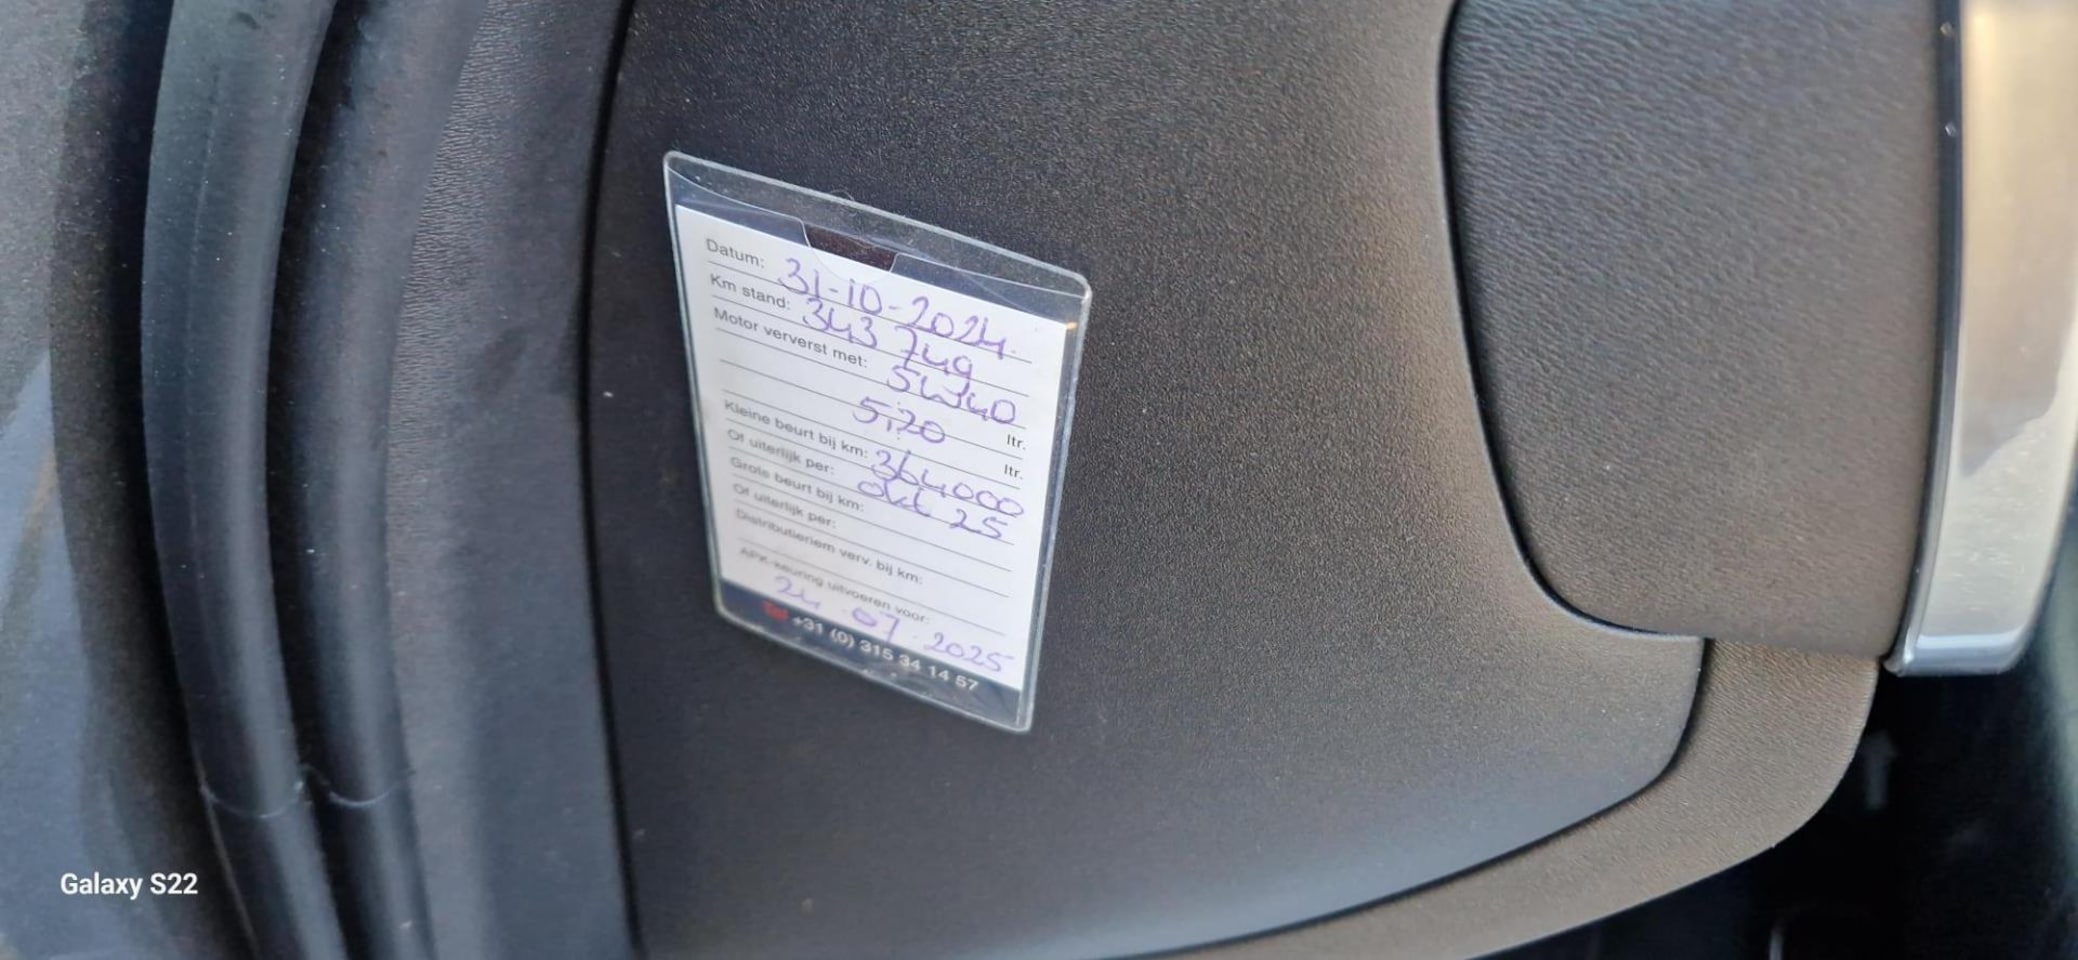 Datum: 31-10-2024
Km stand: 343 749
Motor ververst met: 5W40
5,20 ltr.
ltr.
Kleine beurt bij km: 364000
Of uiterlijk per: okt 25
Grote beurt bij km:
Of uiterlijk per:
Distributieriem verv. bij km:
APK-keuring uitvoeren voor:
24-07-2025
Tel +31 (0) 315 34 14 57
Galaxy S22